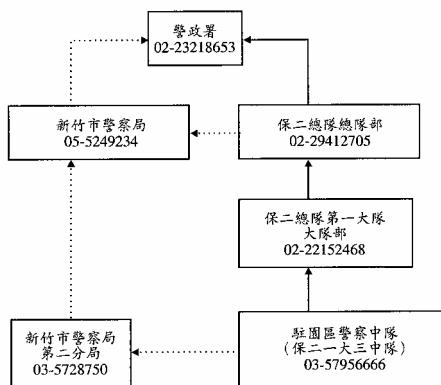 警政署
02-23218653
新竹市警察局
05-5249234
保二總隊總隊部
02-29412705
保二總隊第一大隊
大隊部
02-22152468
新竹市警察局
第二分局
03-5728750
駐園區警察中隊
(保二一大三中隊)
03-57956666